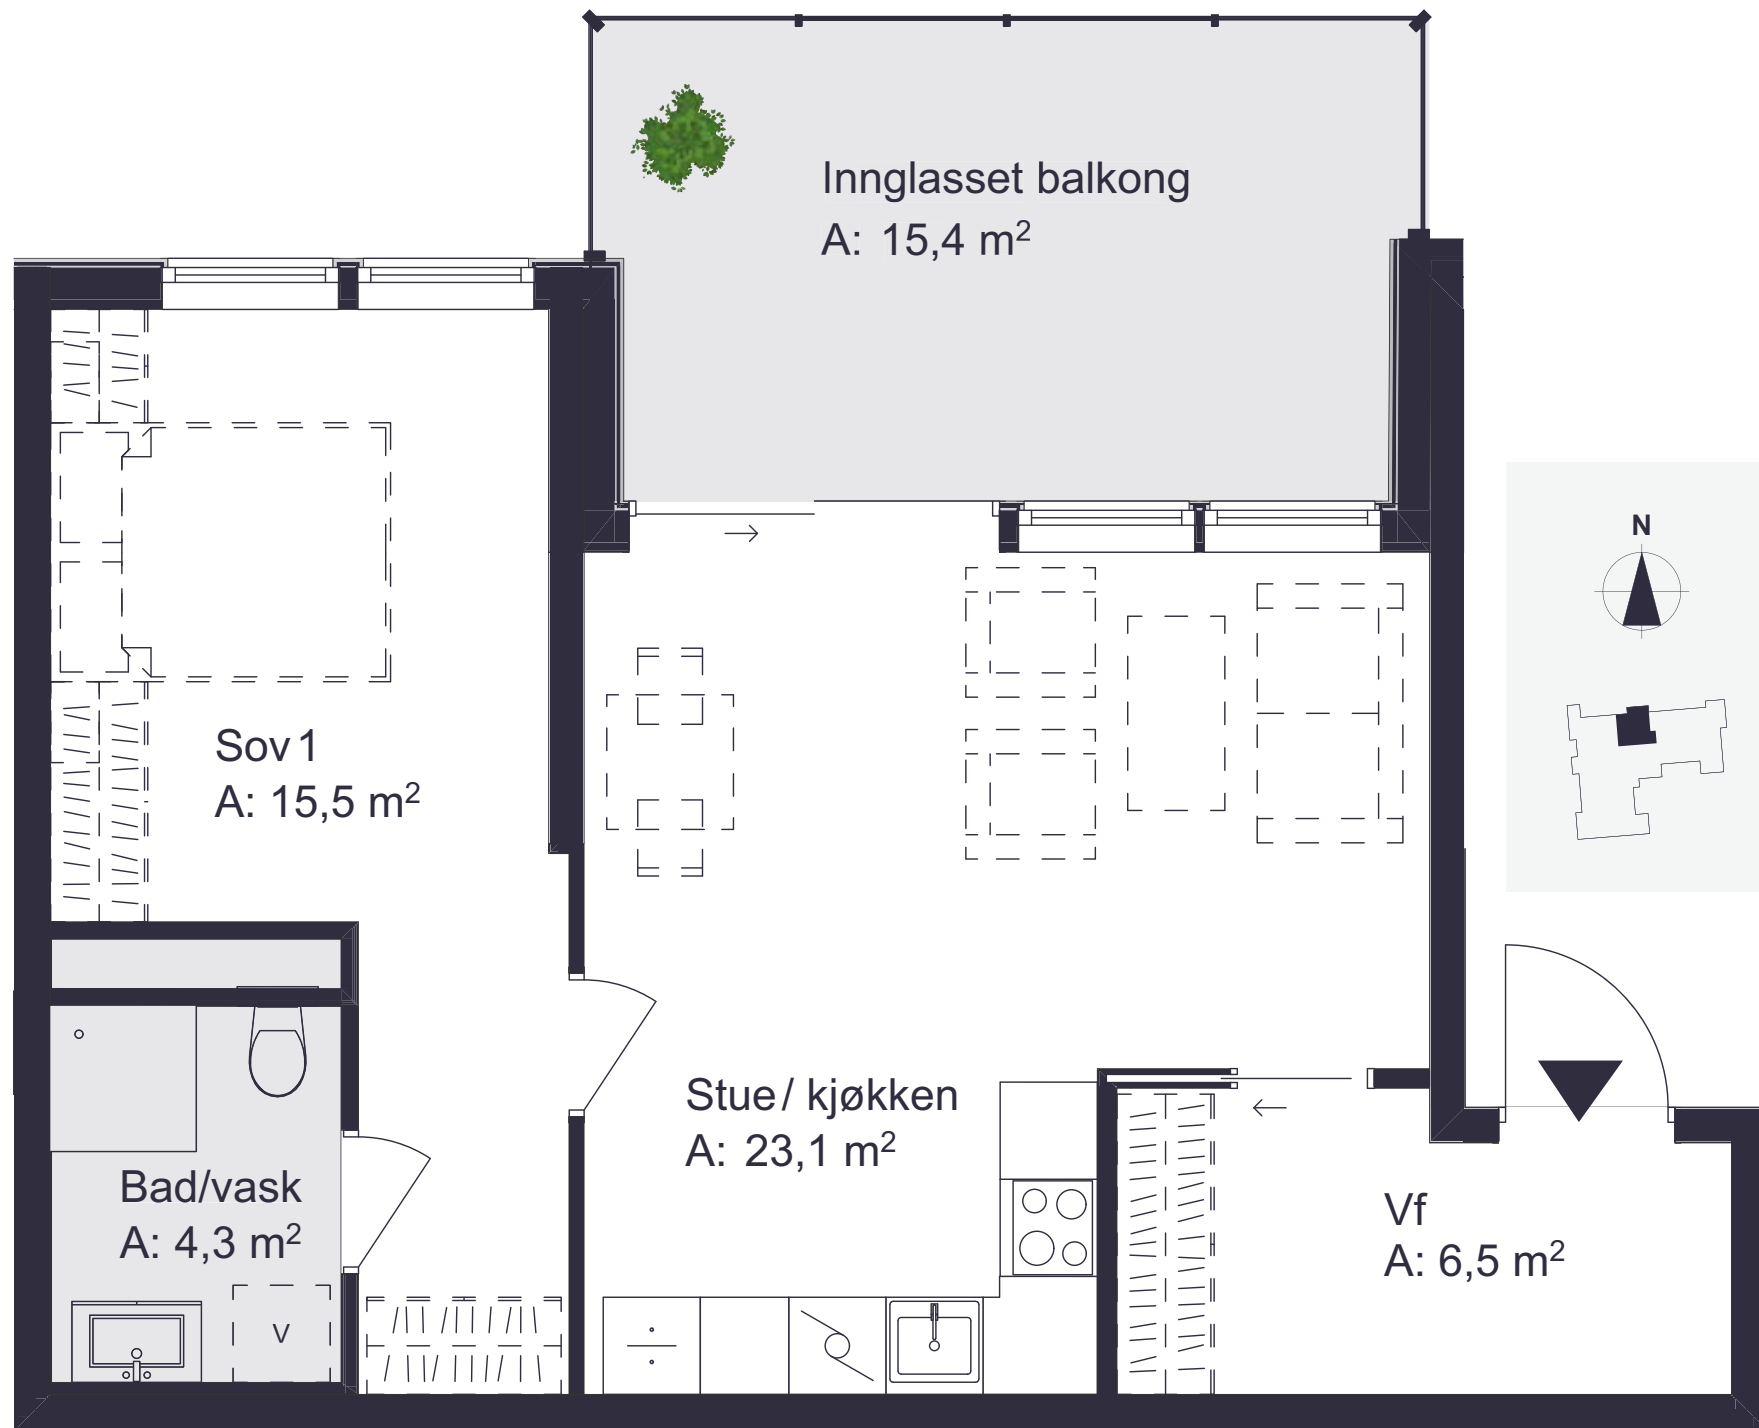 Innglasset balkong
A: 15,4 m²
N
Sov 1
A: 15,5 m²
Stue / kjøkken
A: 23,1 m²
Bad/vask
A: 4,3 m²
Vf
A: 6,5 m²
V